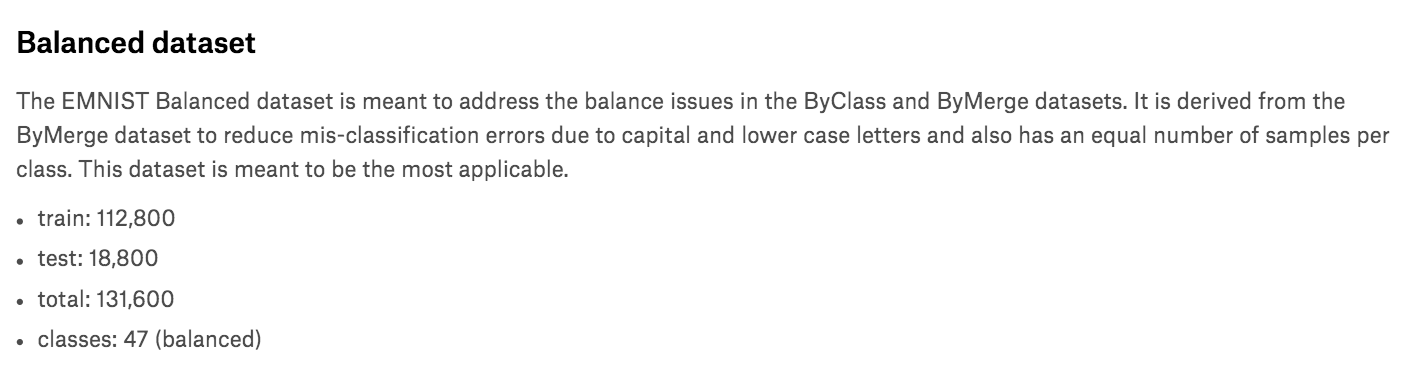 Balanced dataset
The EMNIST Balanced dataset is meant to address the balance issues in the ByClass and ByMerge datasets. It is derived from the
ByMerge dataset to reduce mis-classification errors due to capital and lower case letters and also has an equal number of samples per
class. This dataset is meant to be the most applicable.
• train: 112,800
• test: 18,800
• total: 131,600
• classes: 47 (balanced)